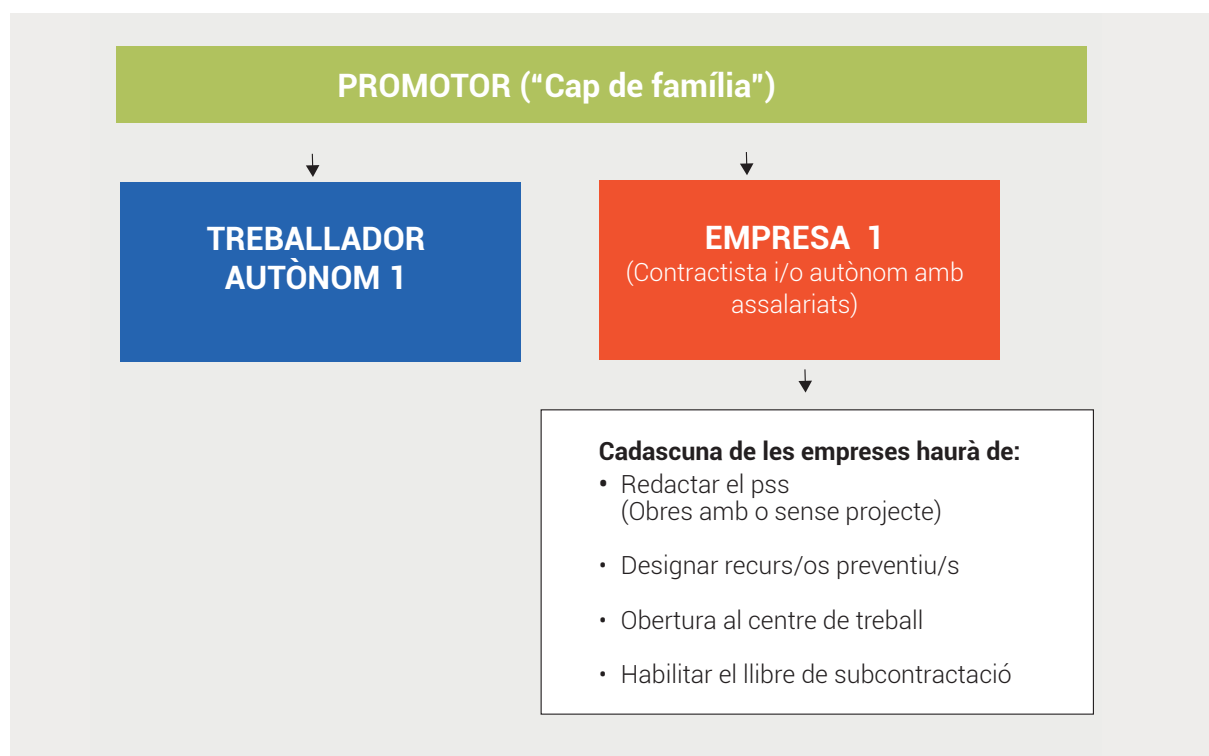 PROMOTOR (“Cap de família”)
TREBALLADOR
AUTÒNOM 1
EMPRESA 1
(Contractista i/o autònom amb
assalariats)
Cadascuna de les empreses haurà de:
• Redactar el pss
(Obres amb o sense projecte)
• Designar recurs/os preventiu/s
• Obertura al centre de treball
• Habilitar el llibre de subcontractació